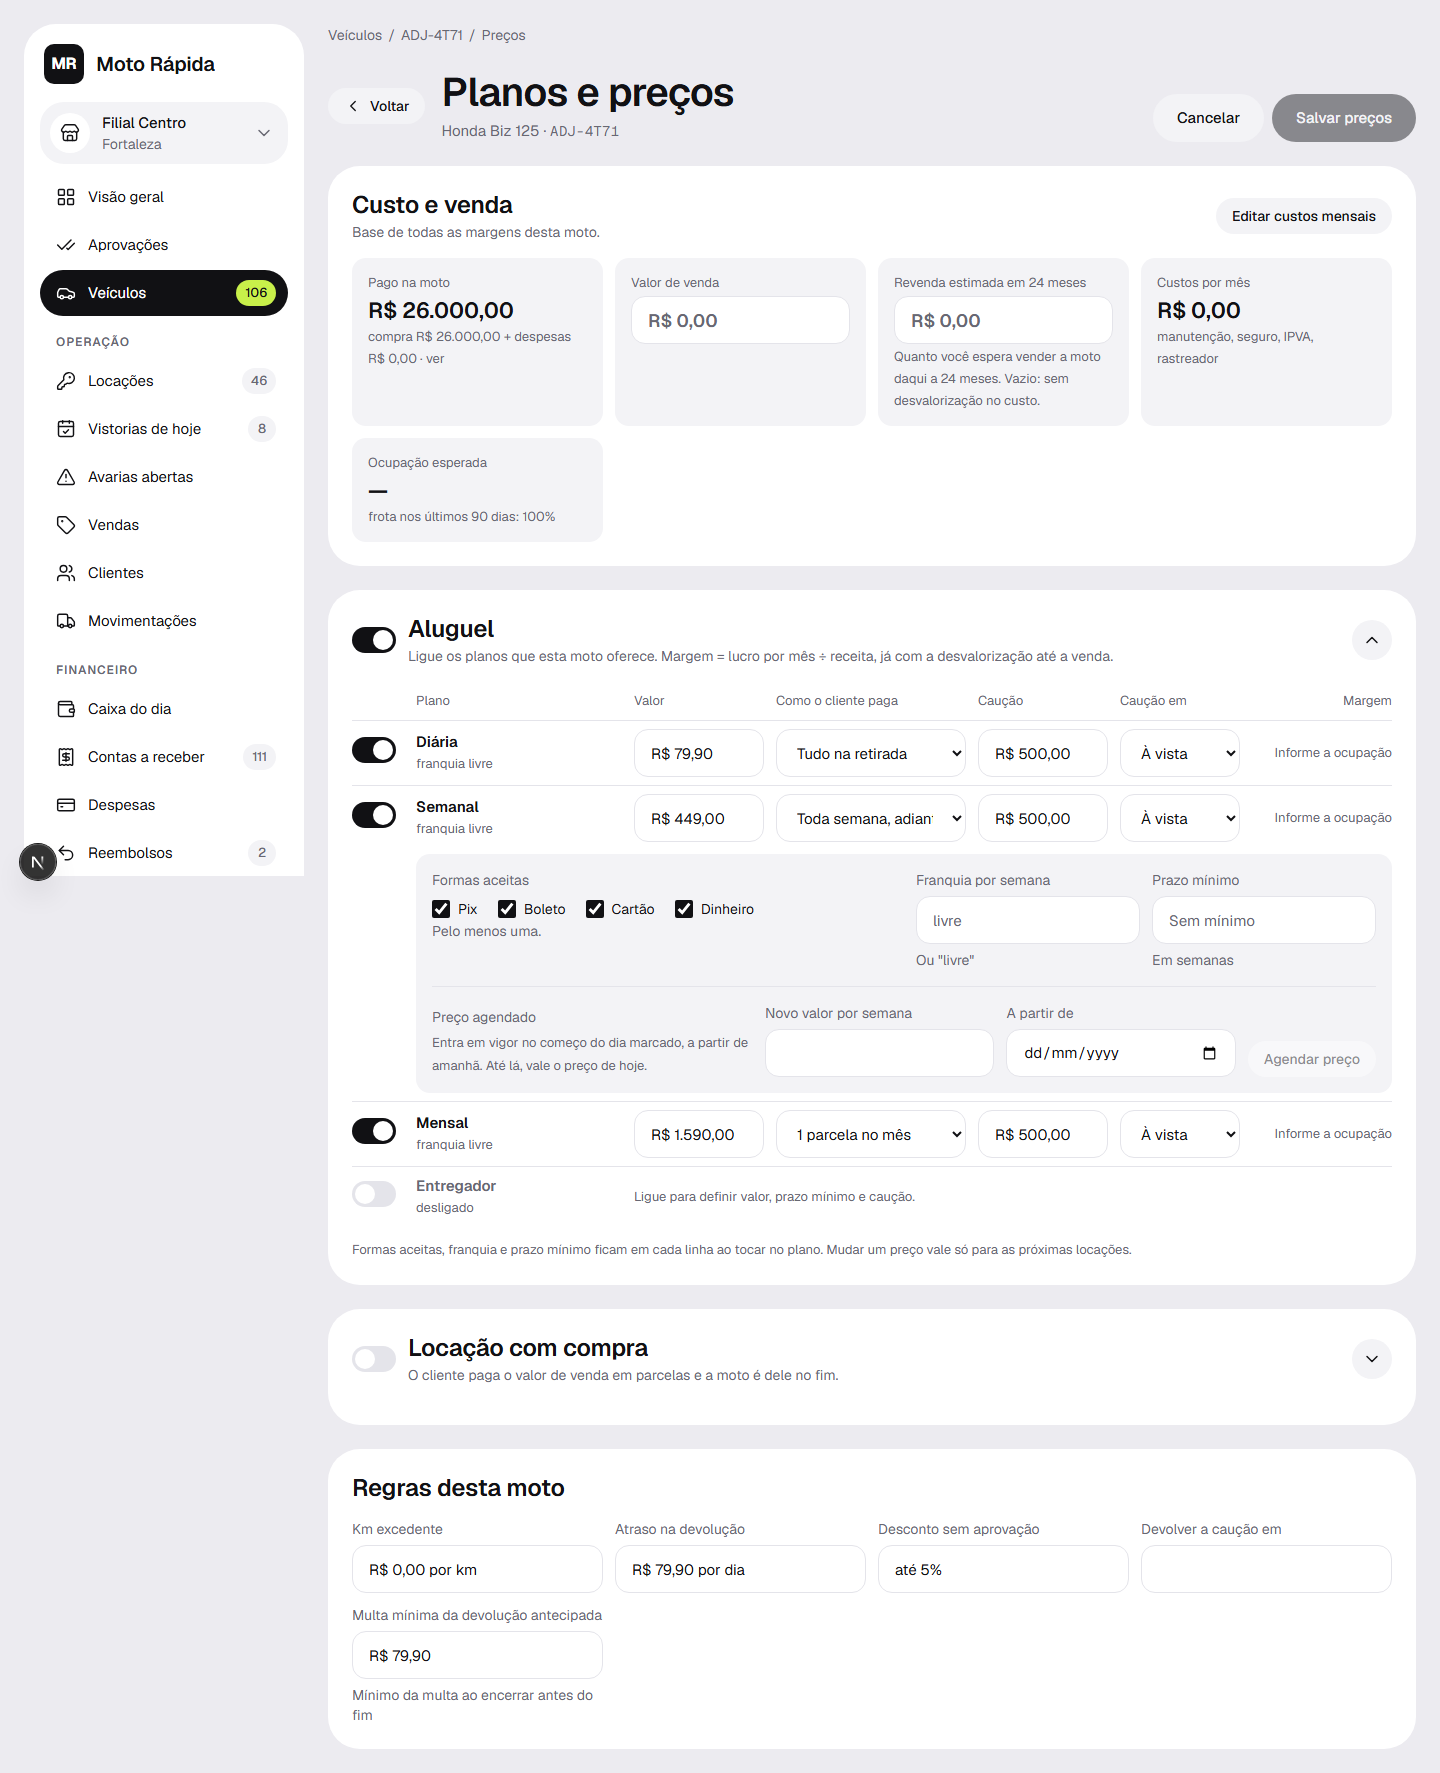 Veículos / ADJ-4T71 / Preços
MR Moto Rápida
Filial Centro
Fortaleza
Visão geral
Aprovações
Veículos 106
OPERAÇÃO
Locações 46
Vistorias de hoje 8
Avarias abertas
Vendas
Clientes
Movimentações
FINANCEIRO
Caixa do dia
Contas a receber 111
Despesas
Reembolsos 2
N
Voltar
Planos e preços
Honda Biz 125 · ADJ-4T71
Cancelar
Salvar preços
Custo e venda
Base de todas as margens desta moto.
Editar custos mensais
Pago na moto
R$ 26.000,00
compra R$ 26.000,00 + despesas
R$ 0,00 · ver
Valor de venda
R$ 0,00
Revenda estimada em 24 meses
R$ 0,00
Quanto você espera vender a moto
daqui a 24 meses. Vazio: sem
desvalorização no custo.
Custos por mês
R$ 0,00
manutenção, seguro, IPVA,
rastreador
Ocupação esperada
—
frota nos últimos 90 dias: 100%
Aluguel
Ligue os planos que esta moto oferece. Margem = lucro por mês ÷ receita, já com a desvalorização até a venda.
Plano Valor Como o cliente paga Caução Caução em Margem
Diária
franquia livre
R$ 79,90 Tudo na retirada R$ 500,00 À vista Informe a ocupação
Semanal
franquia livre
R$ 449,00 Toda semana, adian R$ 500,00 À vista Informe a ocupação
Formas aceitas
Pix Boleto Cartão Dinheiro
Pelo menos uma.
Franquia por semana
livre
Ou "livre"
Prazo mínimo
Sem mínimo
Em semanas
Preço agendado
Entra em vigor no começo do dia marcado, a partir de
amanhã. Até lá, vale o preço de hoje.
Novo valor por semana
A partir de
dd/mm/yyyy
Agendar preço
Mensal
franquia livre
R$ 1.590,00 1 parcela no mês R$ 500,00 À vista Informe a ocupação
Entregador
desligado
Ligue para definir valor, prazo mínimo e caução.
Formas aceitas, franquia e prazo mínimo ficam em cada linha ao tocar no plano. Mudar um preço vale só para as próximas locações.
Locação com compra
O cliente paga o valor de venda em parcelas e a moto é dele no fim.
Regras desta moto
Km excedente
R$ 0,00 por km
Atraso na devolução
R$ 79,90 por dia
Desconto sem aprovação
até 5%
Devolver a caução em
Multa mínima da devolução antecipada
R$ 79,90
Mínimo da multa ao encerrar antes do
fim